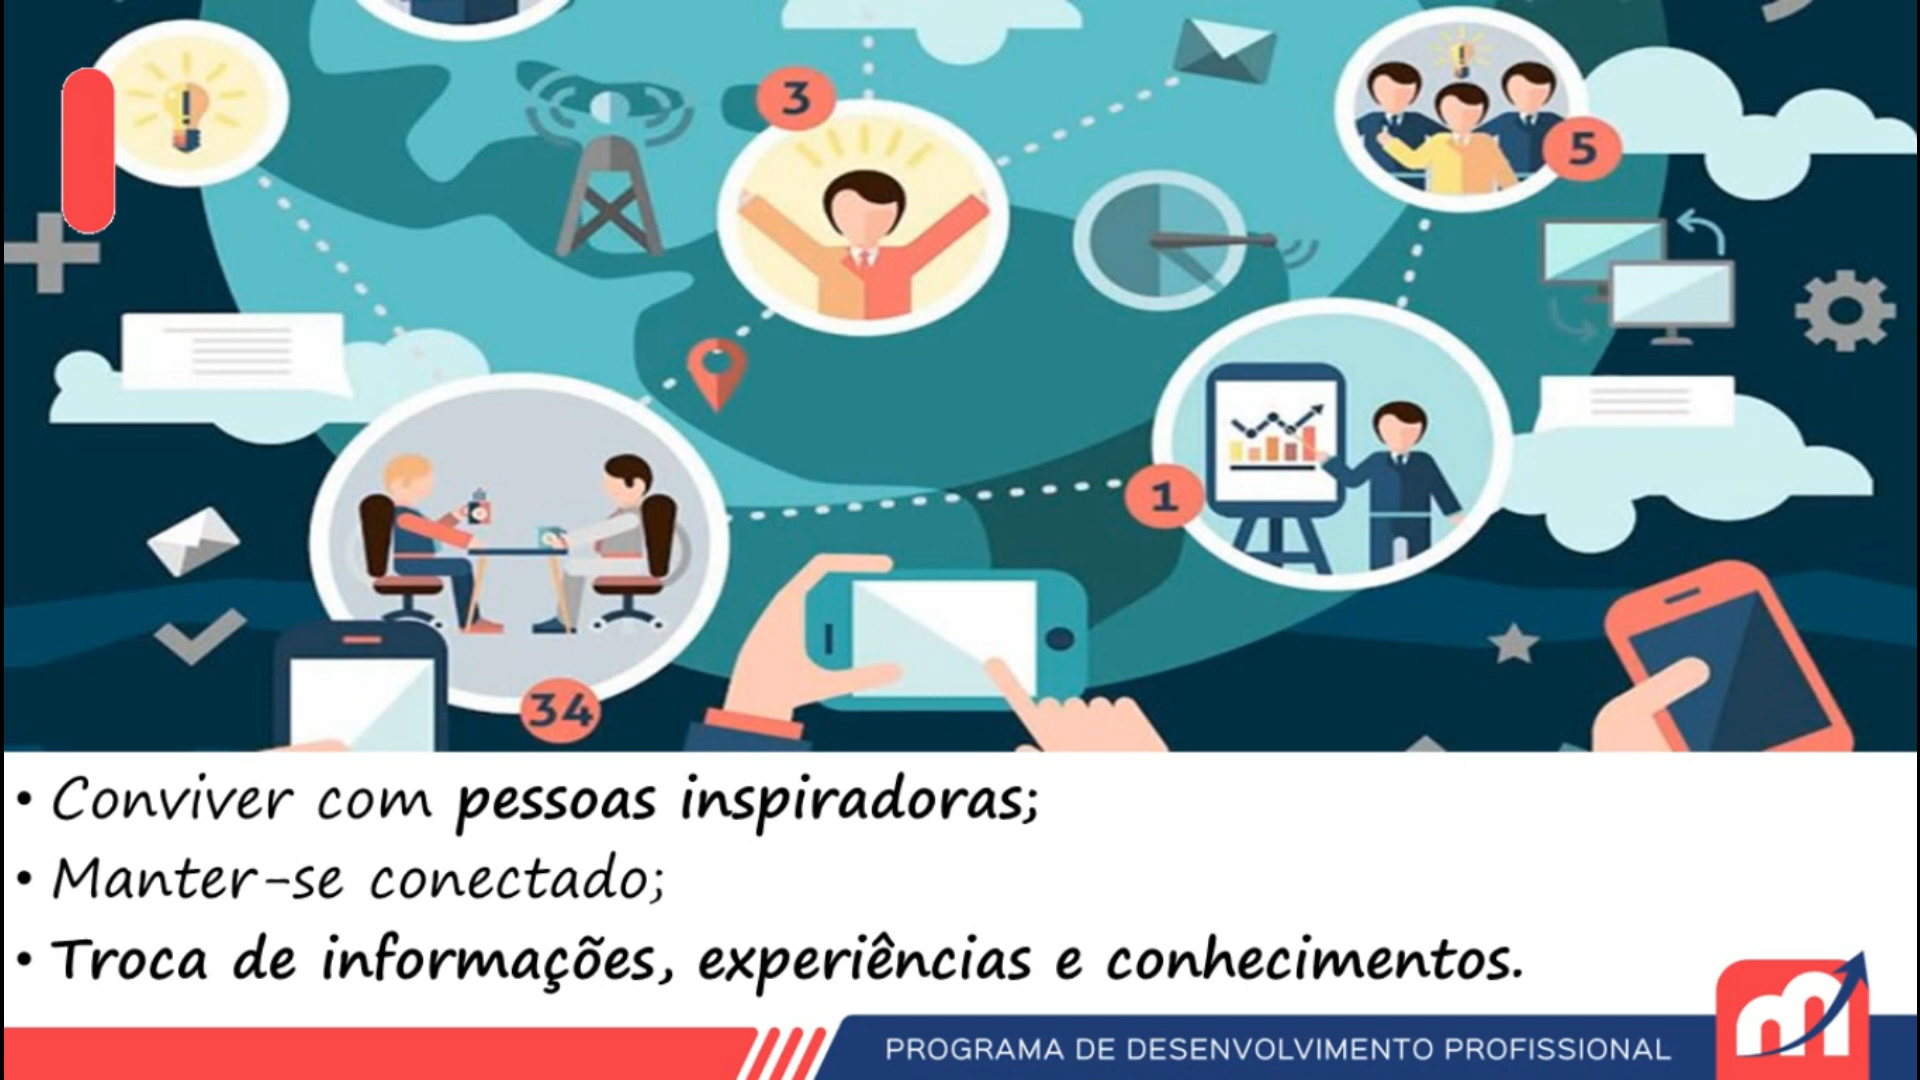 3
5
1
34
• Conviver com pessoas inspiradoras;
• Manter-se conectado;
• Troca de informações, experiências e conhecimentos.
PROGRAMA DE DESENVOLVIMENTO PROFISSIONAL